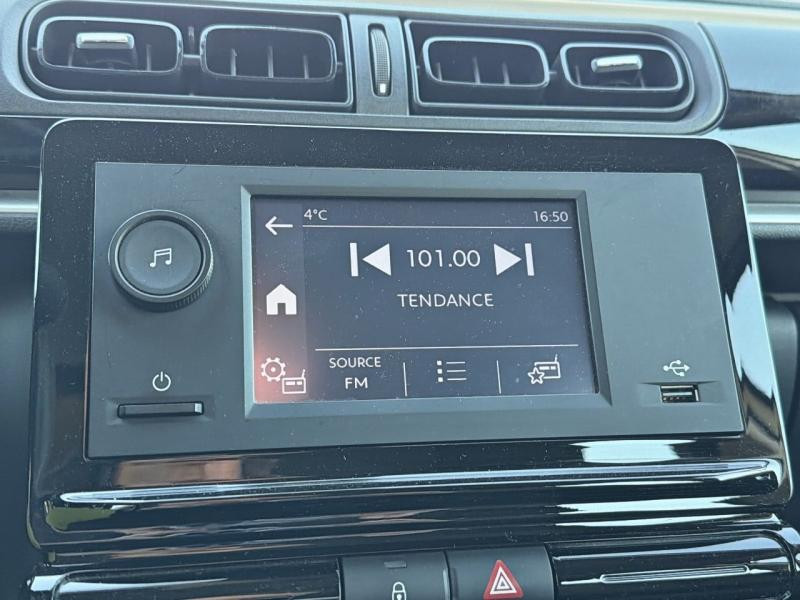 4°C 16:50
101.00
TENDANCE
SOURCE
FM